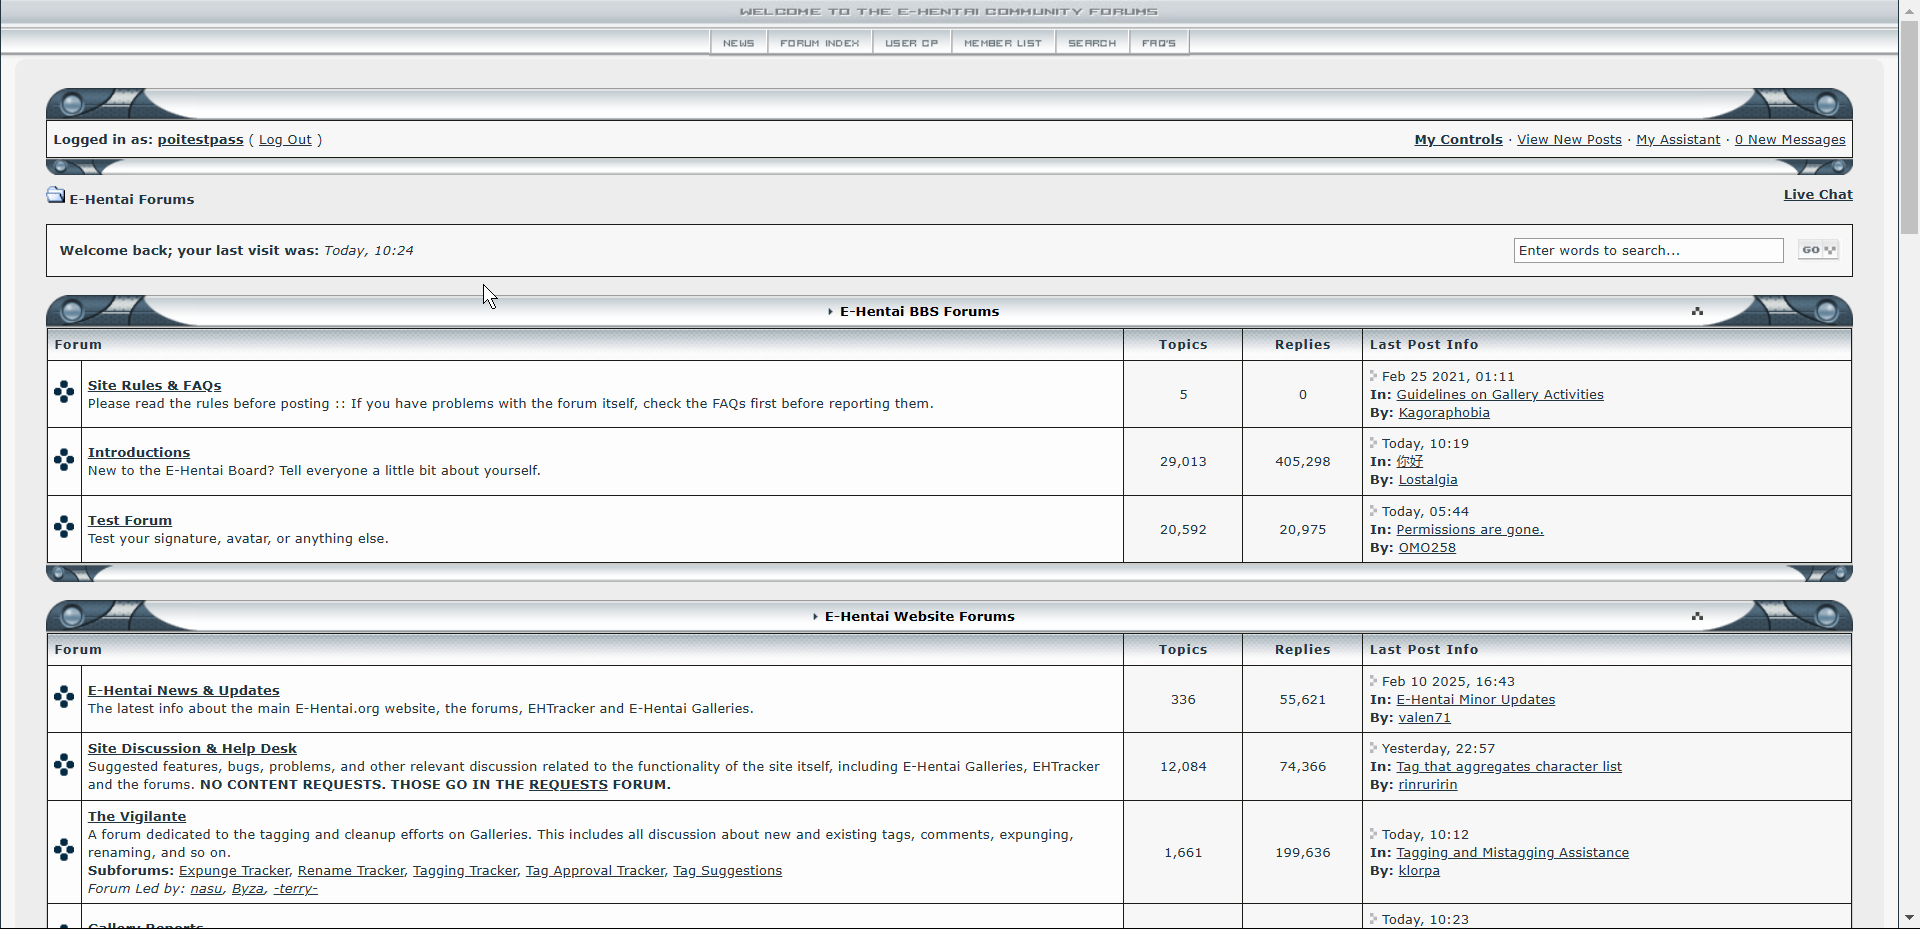 WELCOME TO THE E-HENTAI COMMUNITY FORUMS
NEWS FORUM INDEX USER CP MEMBER LIST SEARCH FAQ'S
Logged in as: poitestpass ( Log Out ) My Controls · View New Posts · My Assistant · 0 New Messages
E-Hentai Forums Live Chat
Welcome back; your last visit was: Today, 10:24 Enter words to search... GO
E-Hentai BBS Forums
Forum Topics Replies Last Post Info
Site Rules & FAQs
Please read the rules before posting :: If you have problems with the forum itself, check the FAQs first before reporting them.
5 0
Feb 25 2021, 01:11
In: Guidelines on Gallery Activities
By: Kagoraphobia
Introductions
New to the E-Hentai Board? Tell everyone a little bit about yourself.
29,013 405,298
Today, 10:19
In: 你好
By: Lostalgia
Test Forum
Test your signature, avatar, or anything else.
20,592 20,975
Today, 05:44
In: Permissions are gone.
By: OMO258
E-Hentai Website Forums
Forum Topics Replies Last Post Info
E-Hentai News & Updates
The latest info about the main E-Hentai.org website, the forums, EHTracker and E-Hentai Galleries.
336 55,621
Feb 10 2025, 16:43
In: E-Hentai Minor Updates
By: valen71
Site Discussion & Help Desk
Suggested features, bugs, problems, and other relevant discussion related to the functionality of the site itself, including E-Hentai Galleries, EHTracker
and the forums. NO CONTENT REQUESTS. THOSE GO IN THE REQUESTS FORUM.
12,084 74,366
Yesterday, 22:57
In: Tag that aggregates character list
By: rinruririn
The Vigilante
A forum dedicated to the tagging and cleanup efforts on Galleries. This includes all discussion about new and existing tags, comments, expunging,
renaming, and so on.
Subforums: Expunge Tracker, Rename Tracker, Tagging Tracker, Tag Approval Tracker, Tag Suggestions
Forum Led by: nasu, Byza, -terry-
1,661 199,636
Today, 10:12
In: Tagging and Mistagging Assistance
By: klorpa
Gallery Reports
Today, 10:23